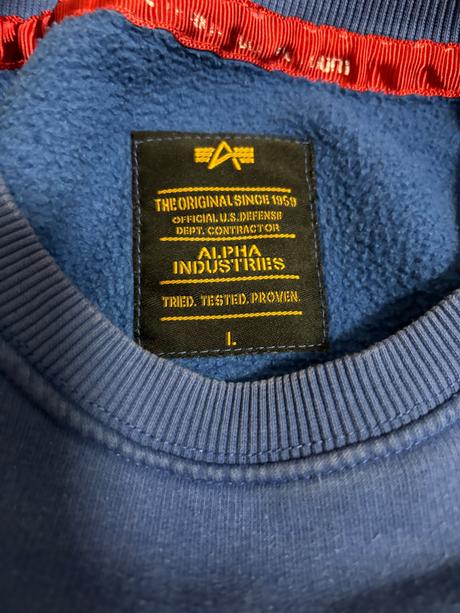 THE ORIGINAL SINCE 1959
OFFICIAL U.S. DEFENSE
DEPT. CONTRACTOR
ALPHA
INDUSTRIES
TRIED. TESTED. PROVEN.
L